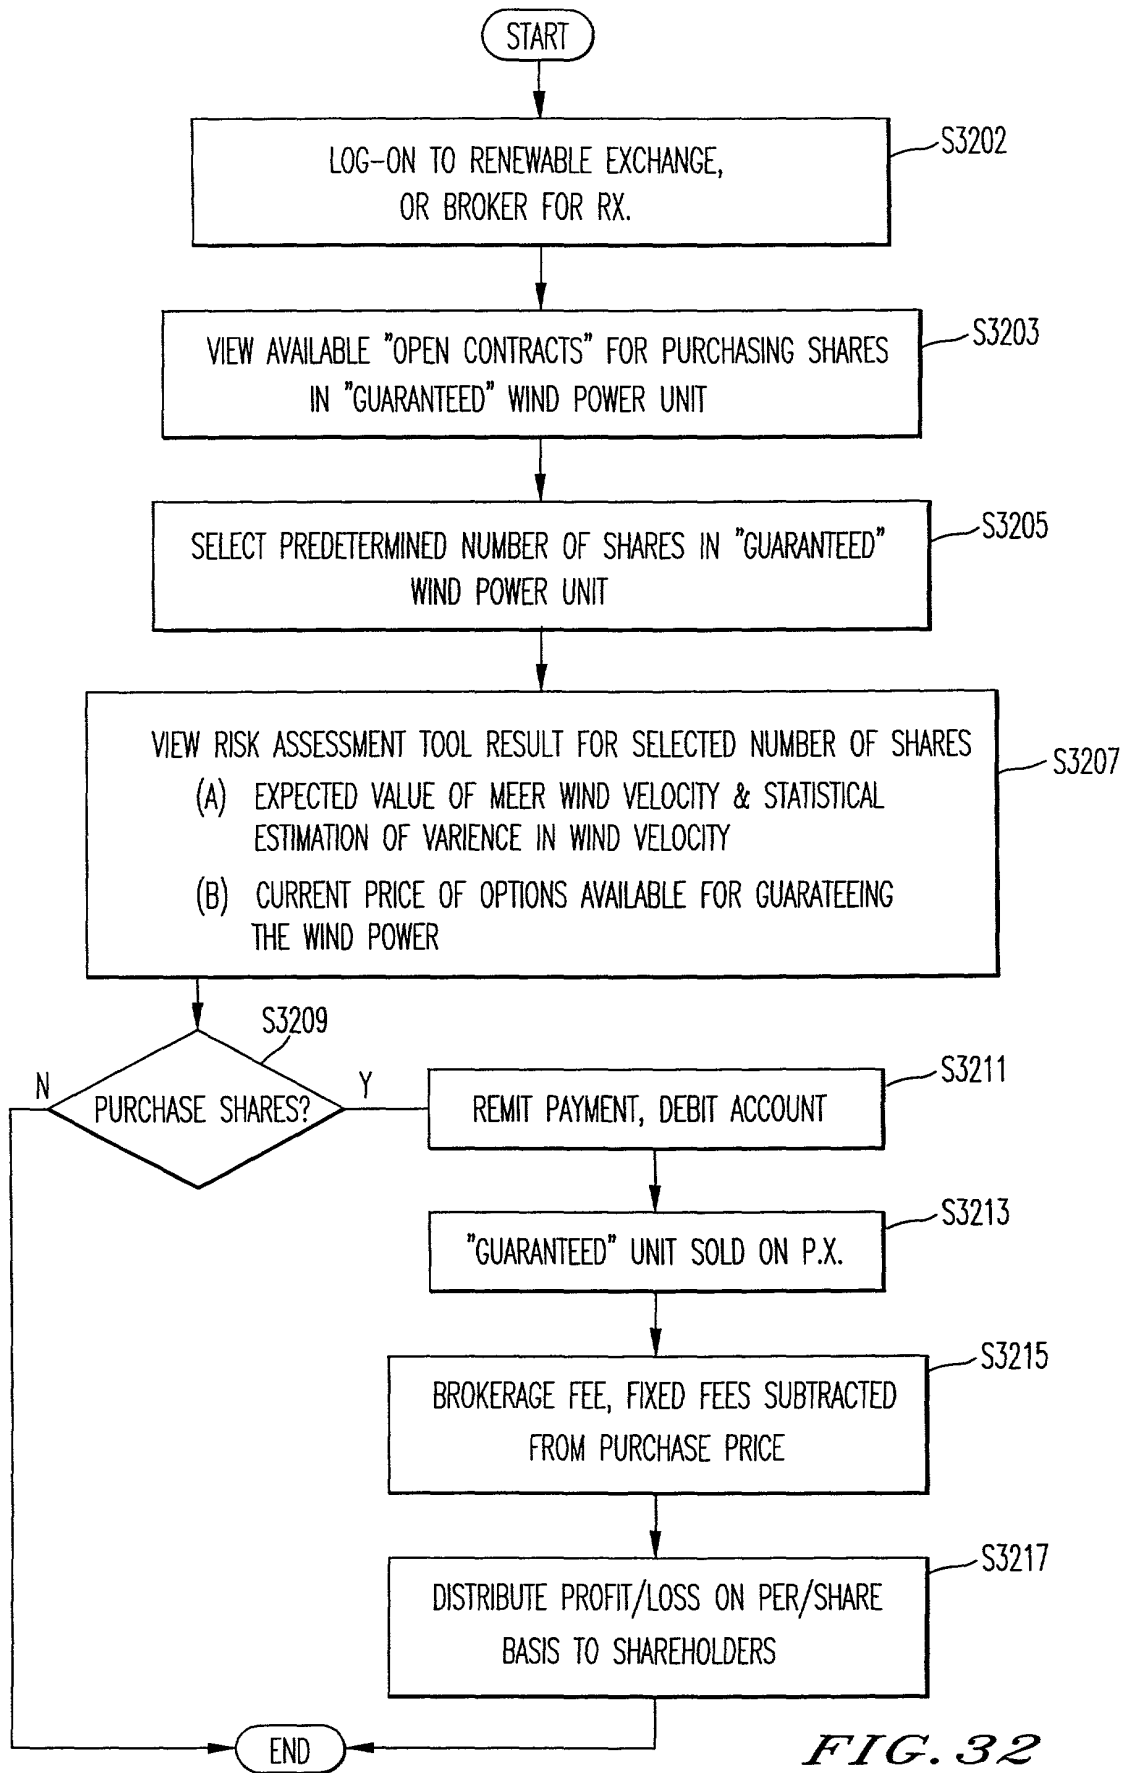 START
LOG-ON TO RENEWABLE EXCHANGE,
OR BROKER FOR RX.
S3202
VIEW AVAILABLE "OPEN CONTRACTS" FOR PURCHASING SHARES
IN "GUARANTEED" WIND POWER UNIT
S3203
SELECT PREDETERMINED NUMBER OF SHARES IN "GUARANTEED"
WIND POWER UNIT
S3205
VIEW RISK ASSESSMENT TOOL RESULT FOR SELECTED NUMBER OF SHARES
(A) EXPECTED VALUE OF MEER WIND VELOCITY & STATISTICAL
ESTIMATION OF VARIENCE IN WIND VELOCITY
(B) CURRENT PRICE OF OPTIONS AVAILABLE FOR GUARATEEING
THE WIND POWER
S3207
S3209
N
PURCHASE SHARES?
Y
REMIT PAYMENT, DEBIT ACCOUNT
S3211
"GUARANTEED" UNIT SOLD ON P.X.
S3213
BROKERAGE FEE, FIXED FEES SUBTRACTED
FROM PURCHASE PRICE
S3215
DISTRIBUTE PROFIT/LOSS ON PER/SHARE
BASIS TO SHAREHOLDERS
S3217
END
FIG. 32